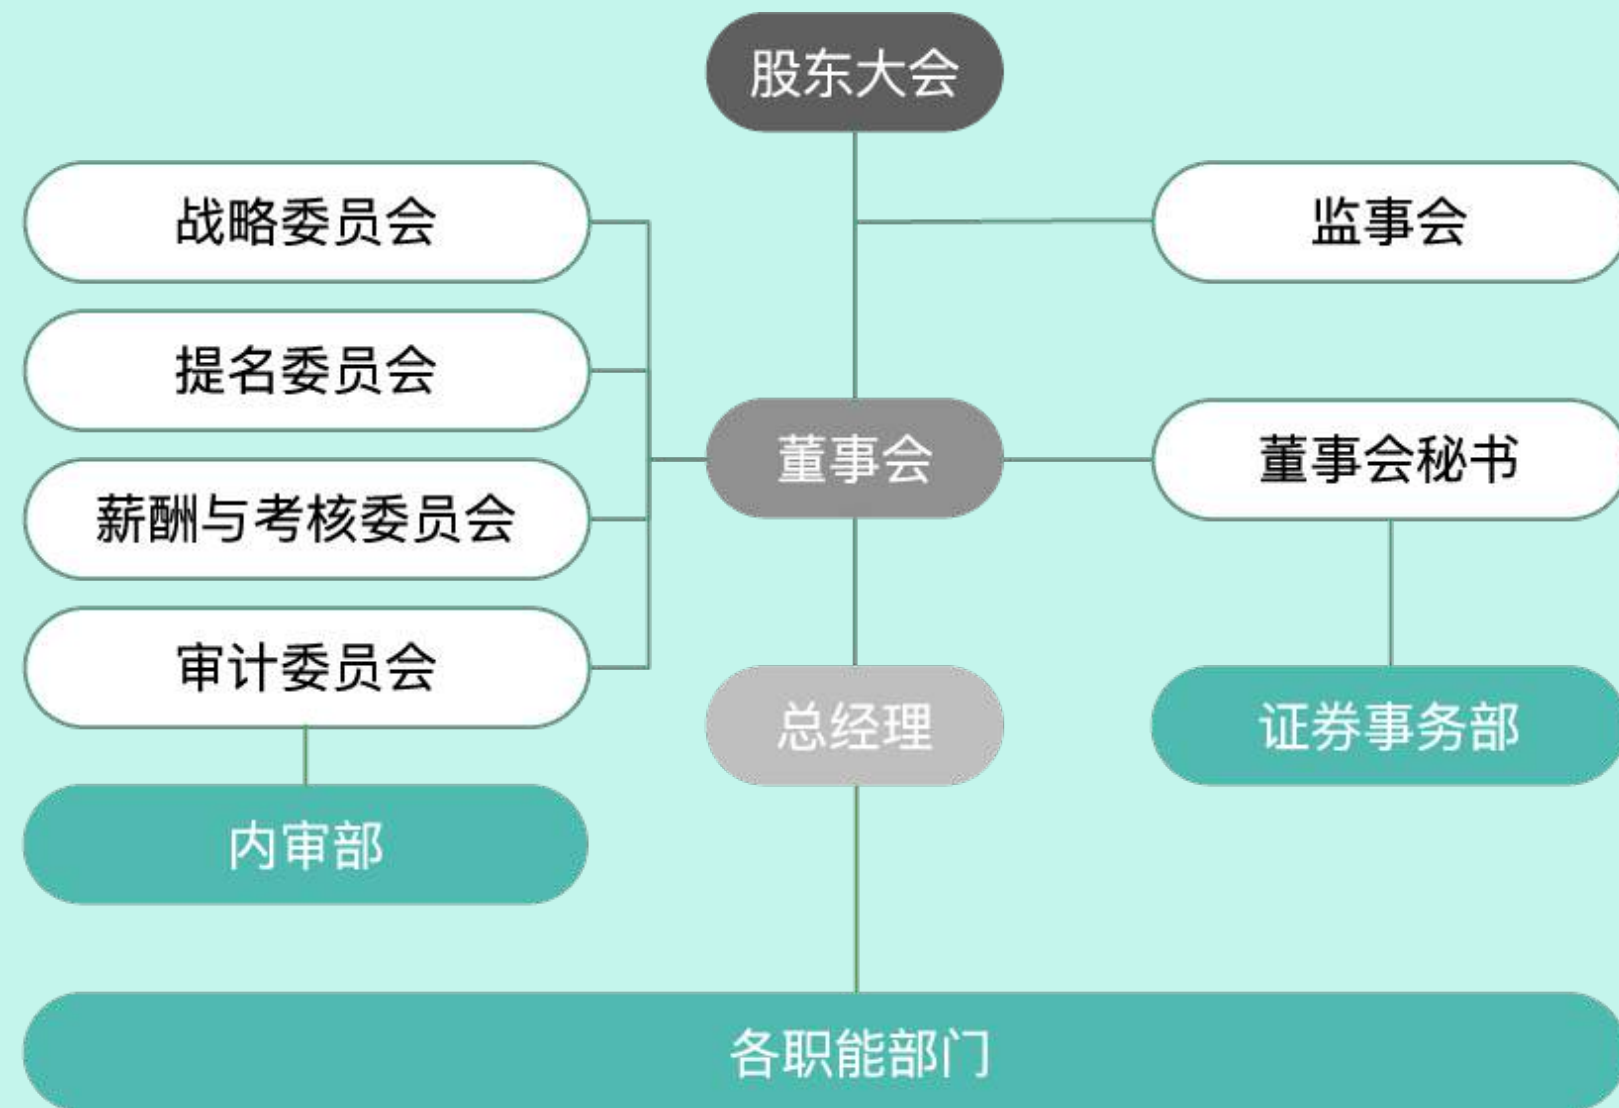 股东大会
战略委员会
监事会
提名委员会
董事会
董事会秘书
薪酬与考核委员会
审计委员会
总经理
证券事务部
内审部
各职能部门